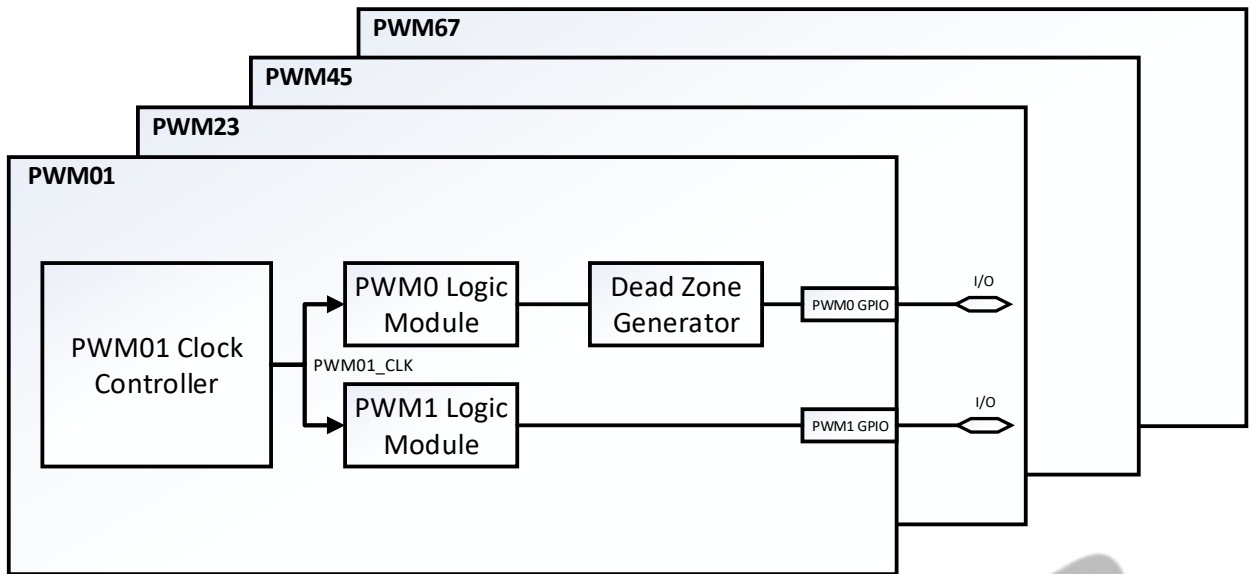 PWM67
PWM45
PWM23
PWM01
PWM01 Clock
Controller
PWM01_CLK
PWM0 Logic
Module
Dead Zone
Generator
PWM0 GPIO
I/O
PWM1 Logic
Module
PWM1 GPIO
I/O